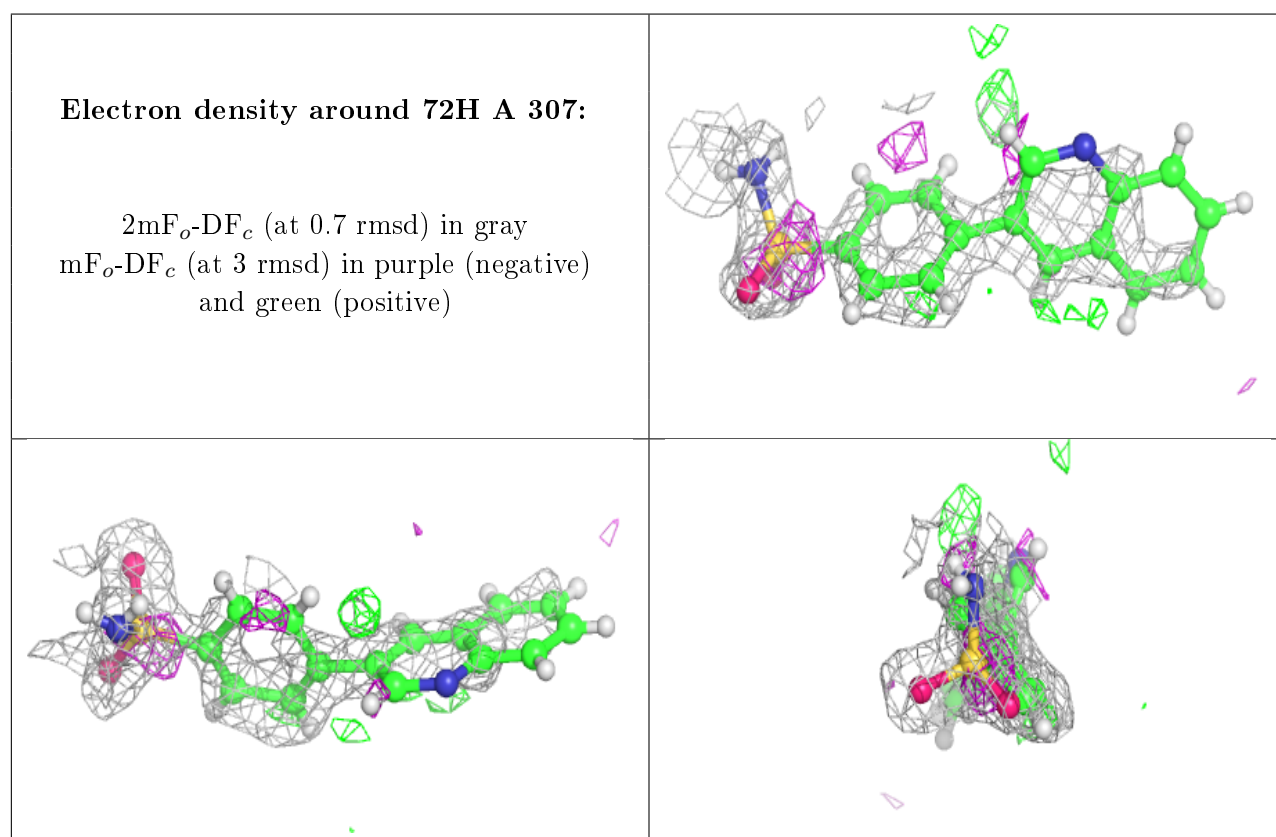 Electron density around 72H A 307:
2mFo-DFc (at 0.7 rmsd) in gray
mFo-DFc (at 3 rmsd) in purple (negative)
and green (positive)